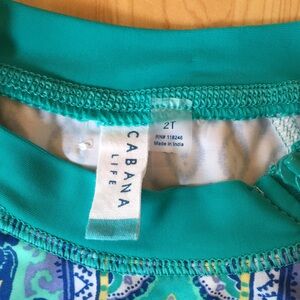 CABANA
LIFE
2T
RN# 118246
Made in India